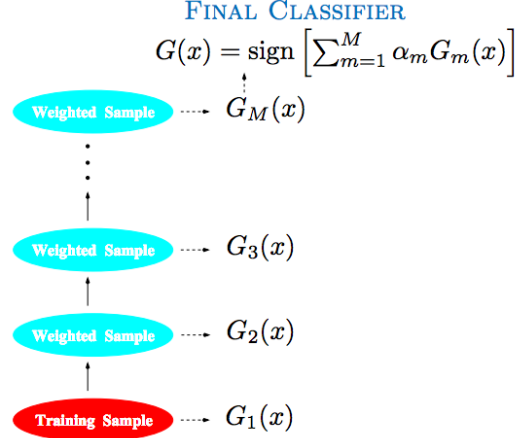 FINAL CLASSIFIER
G(x) = sign [∑_{m=1}^{M} α_m G_m(x)]
Weighted Sample G_M(x)
Weighted Sample G_3(x)
Weighted Sample G_2(x)
Training Sample G_1(x)